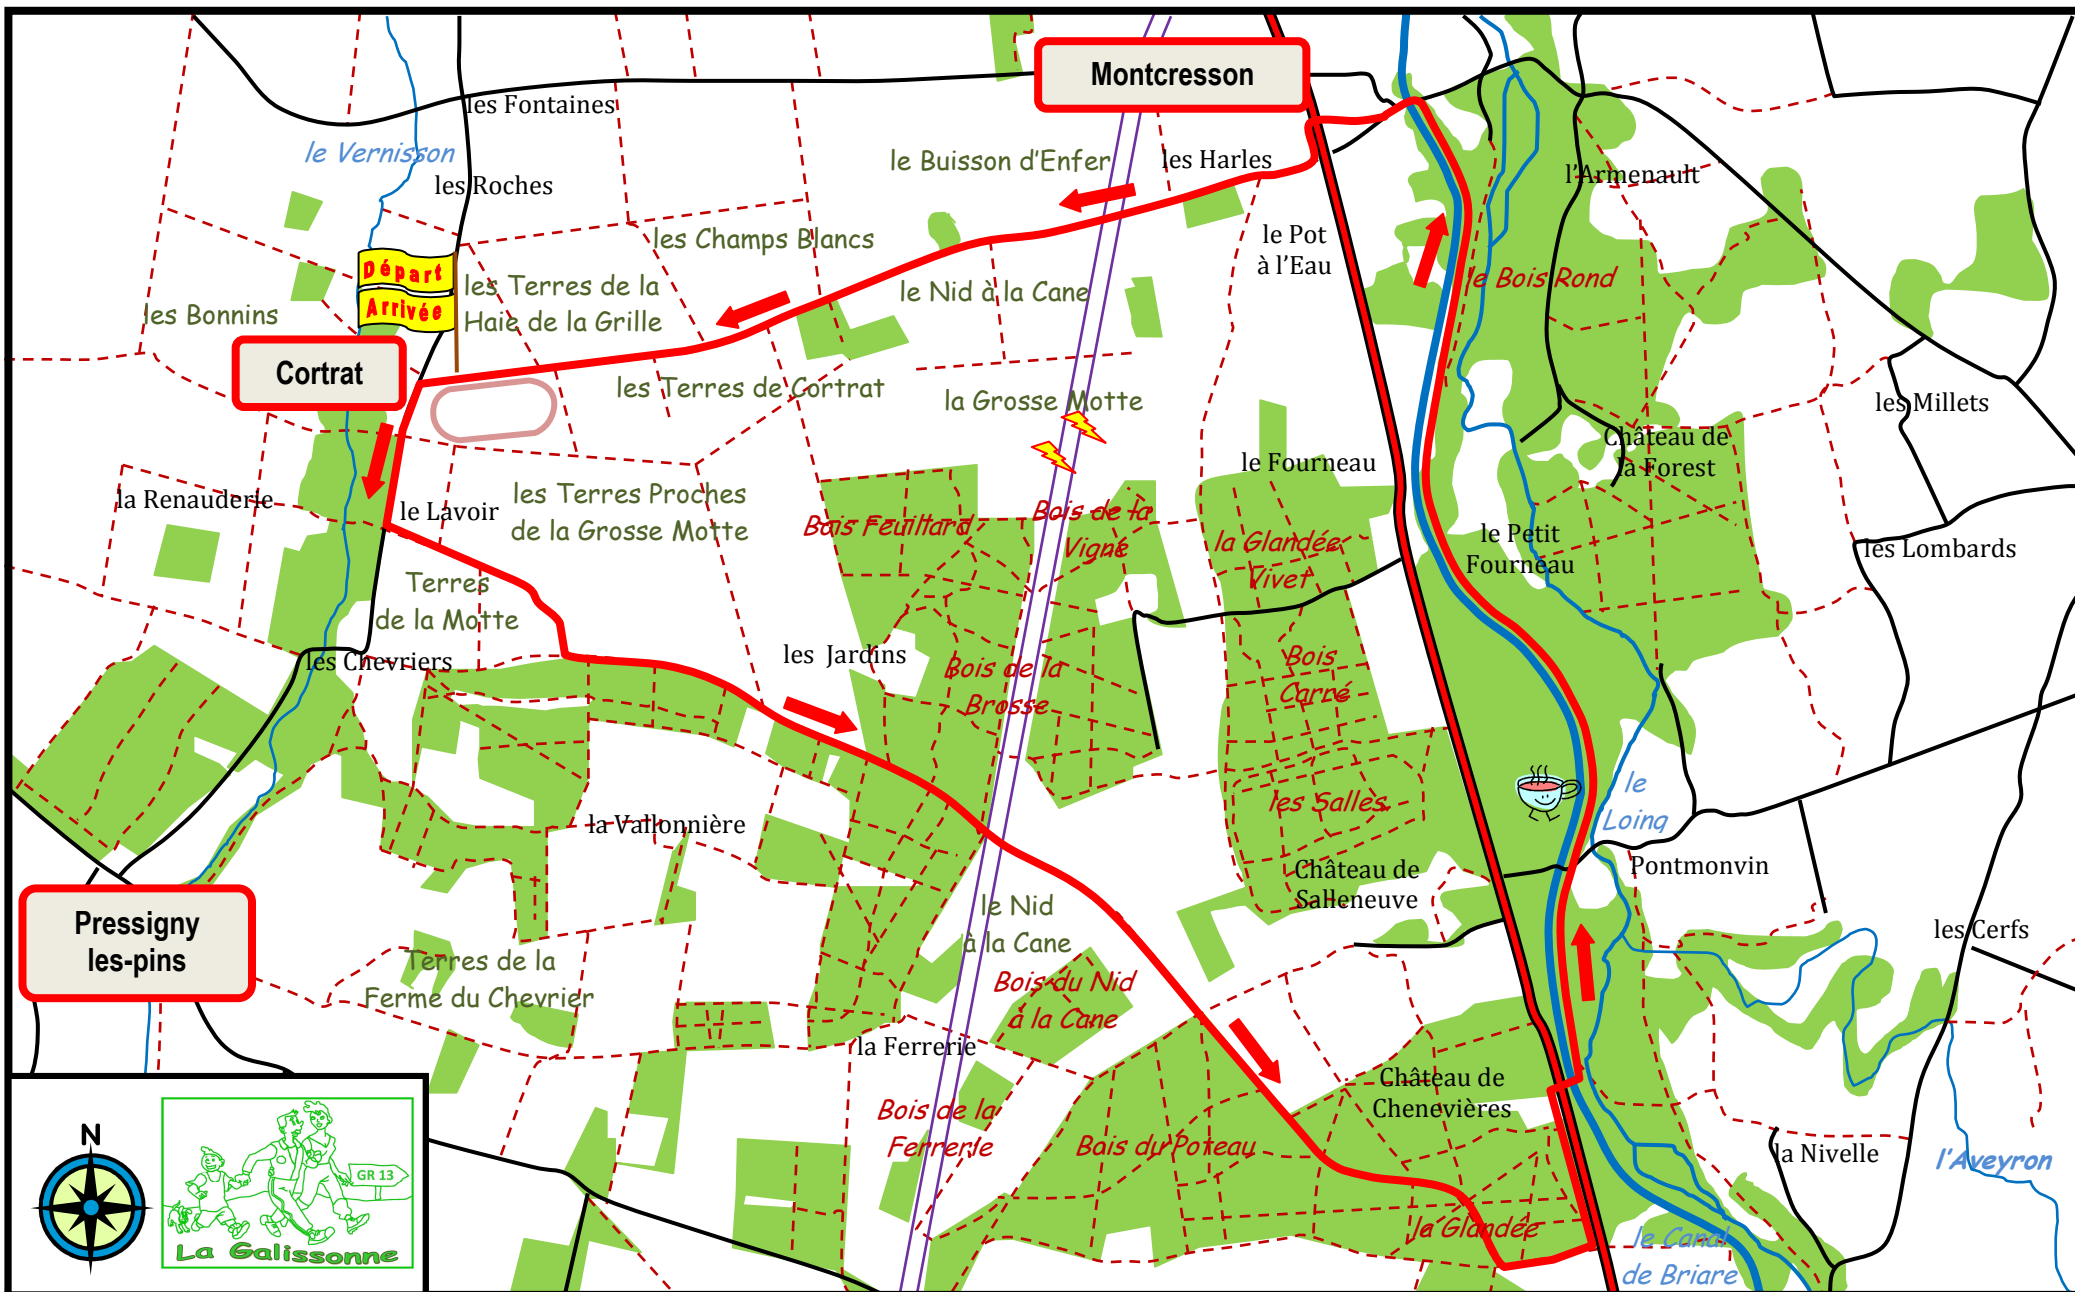 Montcresson
les Fontaines
le Vernisson
le Buisson d'Enfer
les Harles
les Roches
l'Armenault
les Champs Blancs
le Pot
à l'Eau
Départ
Arrivée
les Terres de la
Haie de la Grille
le Nid à la Cane
le Bois Rond
les Bonnins
Cortrat
les Terres de Cortrat
la Grosse Motte
les Millets
Château de
la Forest
le Fourneau
la Renauderie
le Lavoir
les Terres Proches
de la Grosse Motte
Bois Feuillard
Bois de la
Vigne
la Glandée
Vivet
le Petit
Fourneau
les Lombards
Terres
de la Motte
les Chevriers
les Jardins
Bois de la
Brosse
Bois
Carré
les Salles
le
Loing
la Vallonnière
Château de
Salleneuve
Pontmonvin
Pressigny
les-pins
le Nid
à la Cane
les Cerfs
Terres de la
Ferme du Chevrier
Bois du Nid
à la Cane
la Ferrerie
Château de
Chenevières
Bois de la
Ferrerie
Bois du Poteau
la Nivelle
l'Aveyron
la Glandée
le Canal
de Briare
N
GR 13
La Galissonne